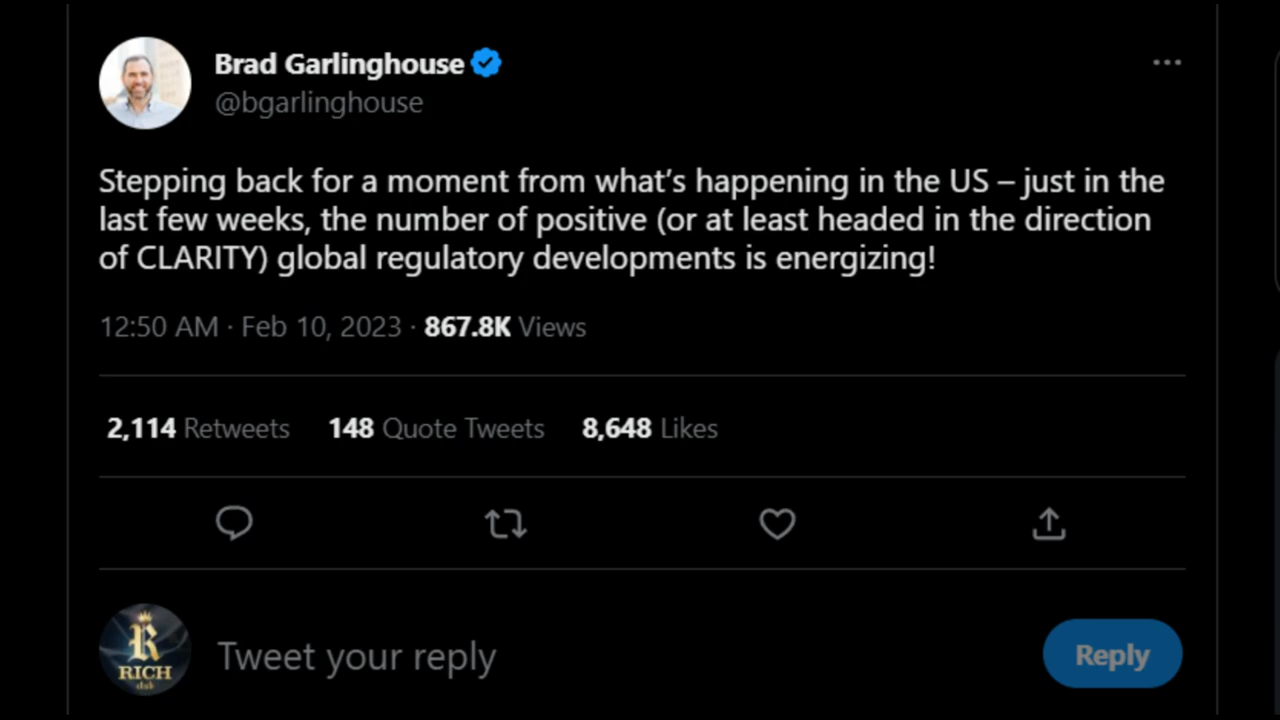 Brad Garlinghouse
@bgarlinghouse
Stepping back for a moment from what’s happening in the US – just in the
last few weeks, the number of positive (or at least headed in the direction
of CLARITY) global regulatory developments is energizing!
12:50 AM · Feb 10, 2023 · 867.8K Views
2,114 Retweets 148 Quote Tweets 8,648 Likes
R
RICH
club
Tweet your reply
Reply